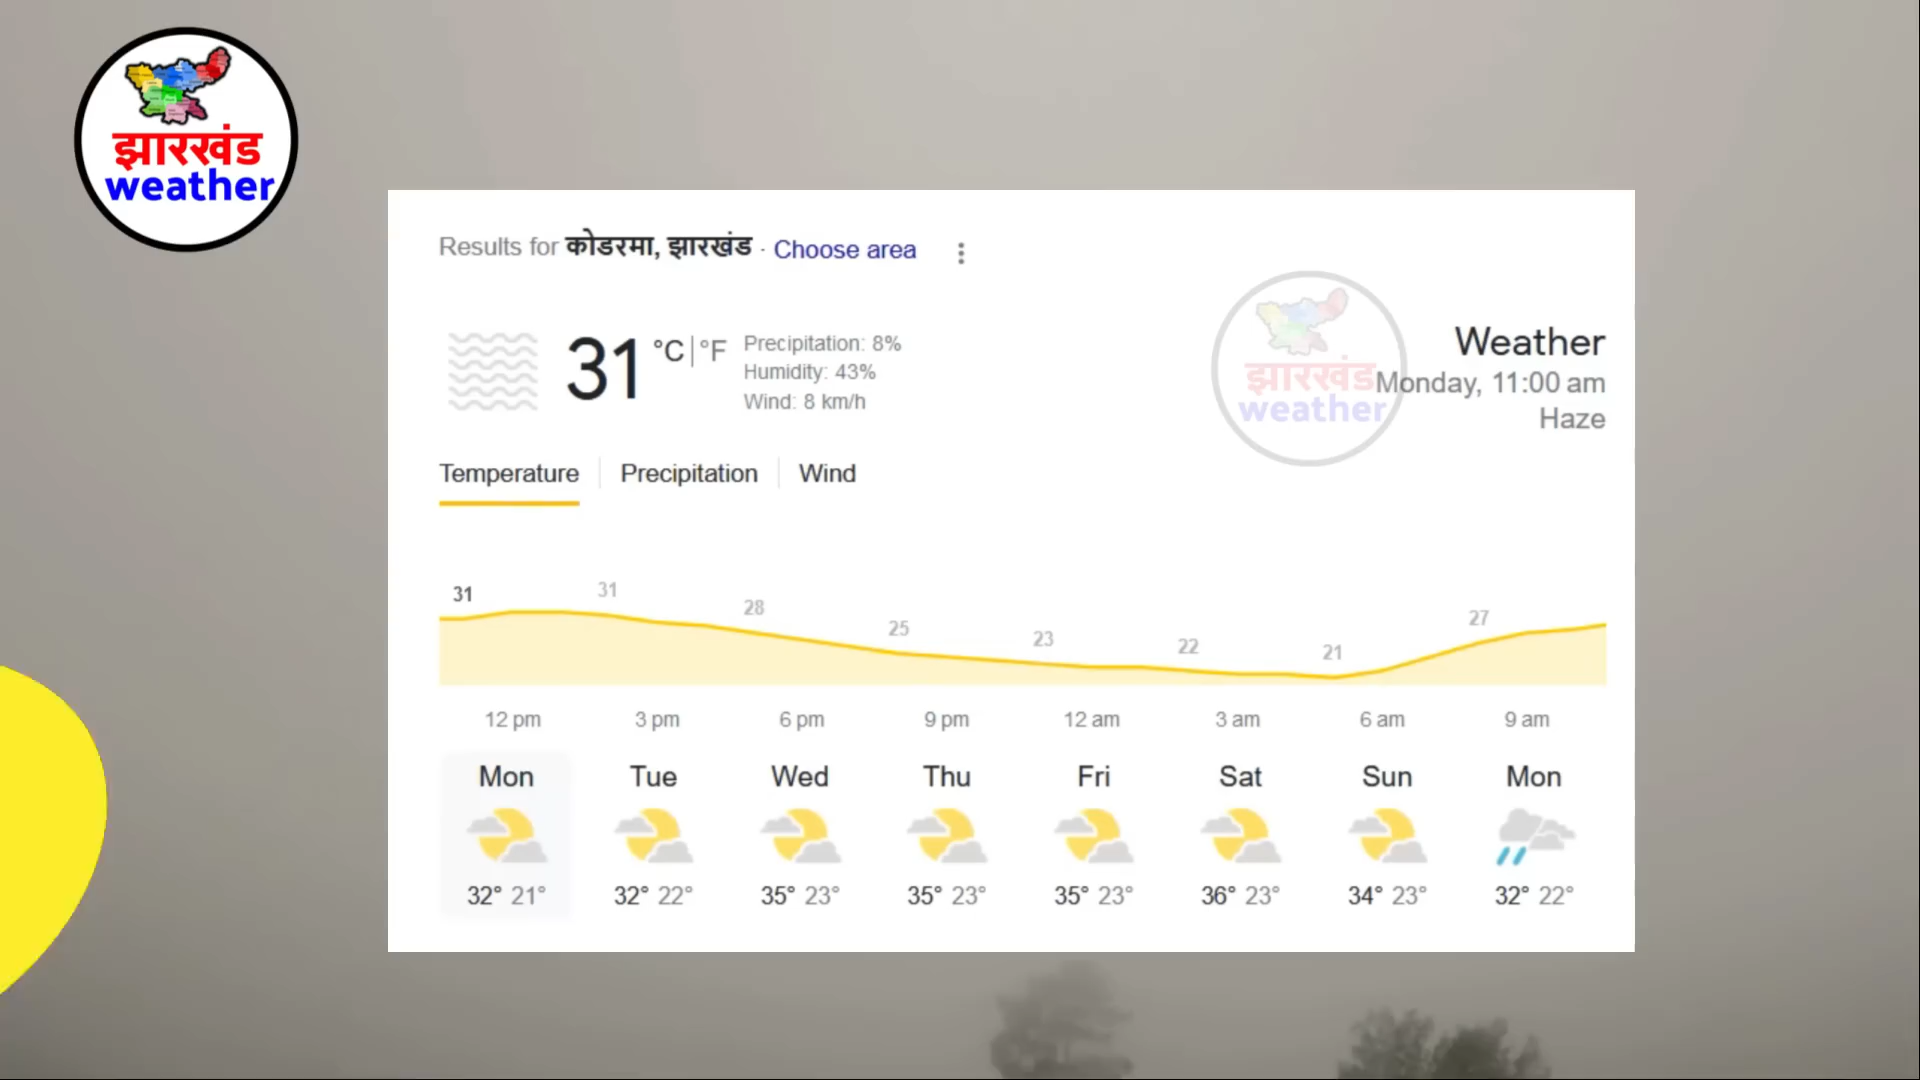 झारखंड
weather
Results for कोडरमा, झारखंड · Choose area
31 °C | °F
Precipitation: 8%
Humidity: 43%
Wind: 8 km/h
झारखंड
weather
Weather
Monday, 11:00 am
Haze
Temperature Precipitation Wind
31 31 28 25 23 22 21 27
12 pm 3 pm 6 pm 9 pm 12 am 3 am 6 am 9 am
Mon Tue Wed Thu Fri Sat Sun Mon
32° 21° 32° 22° 35° 23° 35° 23° 35° 23° 36° 23° 34° 23° 32° 22°